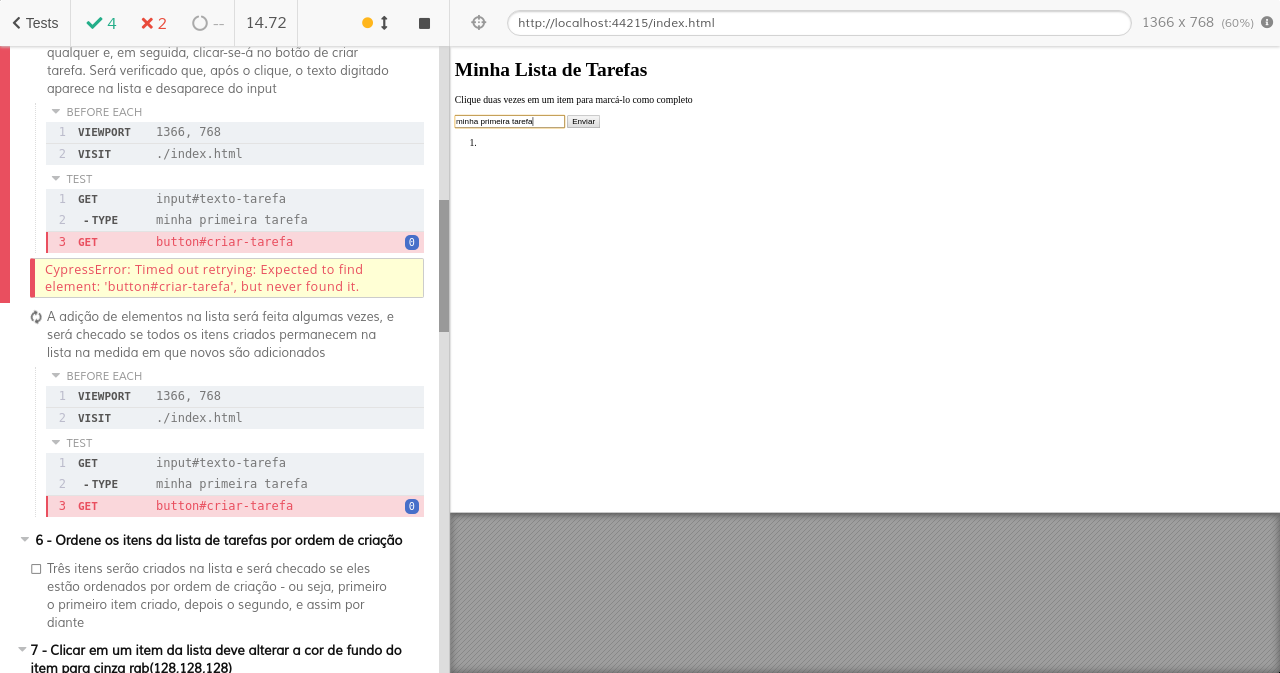 Tests 4 2 -- 14.72
http://localhost:44215/index.html 1366 x 768 (60%)
qualquer e, em seguida, clicar-se-á no botão de criar
tarefa. Será verificado que, após o clique, o texto digitado
aparece na lista e desaparece do input
BEFORE EACH
1 VIEWPORT 1366, 768
2 VISIT ./index.html
TEST
1 GET input#texto-tarefa
2 -TYPE minha primeira tarefa
3 GET button#criar-tarefa 0
CypressError: Timed out retrying: Expected to find
element: 'button#criar-tarefa', but never found it.
A adição de elementos na lista será feita algumas vezes, e
será checado se todos os itens criados permanecem na
lista na medida em que novos são adicionados
BEFORE EACH
1 VIEWPORT 1366, 768
2 VISIT ./index.html
TEST
1 GET input#texto-tarefa
2 -TYPE minha primeira tarefa
3 GET button#criar-tarefa 0
6 - Ordene os itens da lista de tarefas por ordem de criação
Três itens serão criados na lista e será checado se eles
estão ordenados por ordem de criação - ou seja, primeiro
o primeiro item criado, depois o segundo, e assim por
diante
7 - Clicar em um item da lista deve alterar a cor de fundo do
item para cinza rgb(128,128,128)
Minha Lista de Tarefas
Clique duas vezes em um item para marcá-lo como completo
minha primeira tarefa Enviar
1.